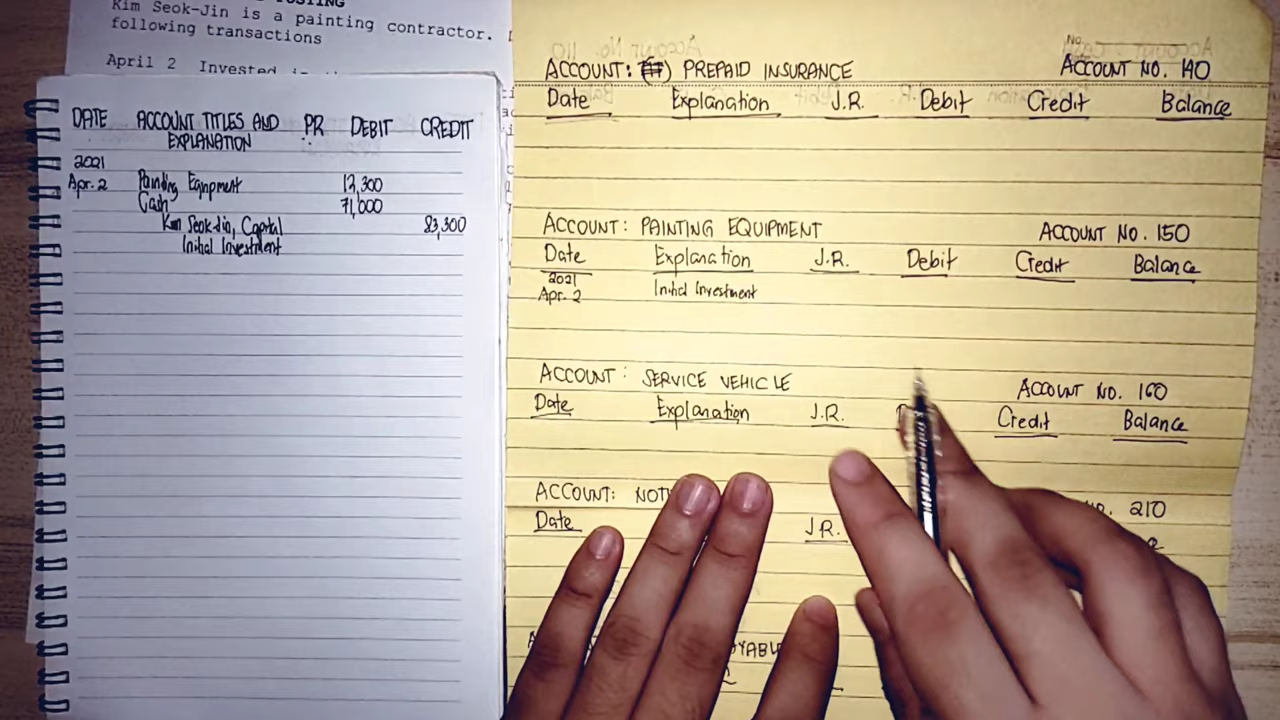 Kim Seok-Jin is a painting contractor.
following transactions
April 2 Invested
DATE ACCOUNT TITLES AND PR DEBIT CREDIT
EXPLANATION
2021
Apr. 2 Painting Equipment 12,300
Cash 71,000
Kim Seok-Jin, Capital 83,300
Initial Investment
No.
ACCOUNT: PREPAID INSURANCE ACCOUNT NO. 140
Date Explanation J.R. Debit Credit Balance
ACCOUNT: PAINTING EQUIPMENT ACCOUNT NO. 150
Date Explanation J.R. Debit Credit Balance
2021
Apr. 2 Initial Investment
ACCOUNT: SERVICE VEHICLE ACCOUNT NO. 160
Date Explanation J.R. Credit Balance
ACCOUNT: NOT 210
Date J.R.